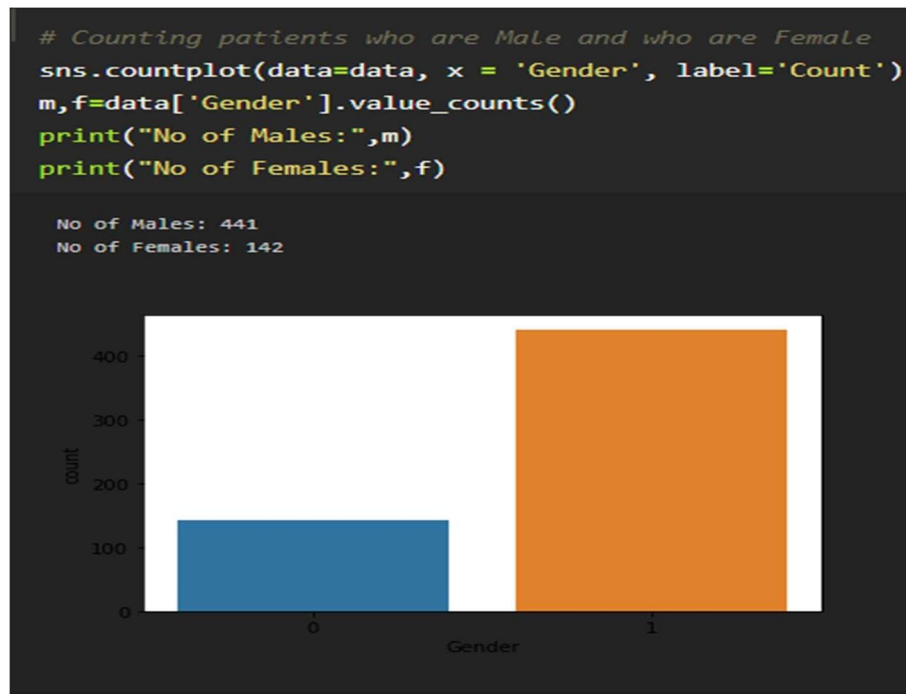 # Counting patients who are Male and who are Female
sns.countplot(data=data, x = 'Gender', label='Count')
m,f=data['Gender'].value_counts()
print("No of Males:",m)
print("No of Females:",f)
No of Males: 441
No of Females: 142
400
300
200
100
0
count
0 1
Gender